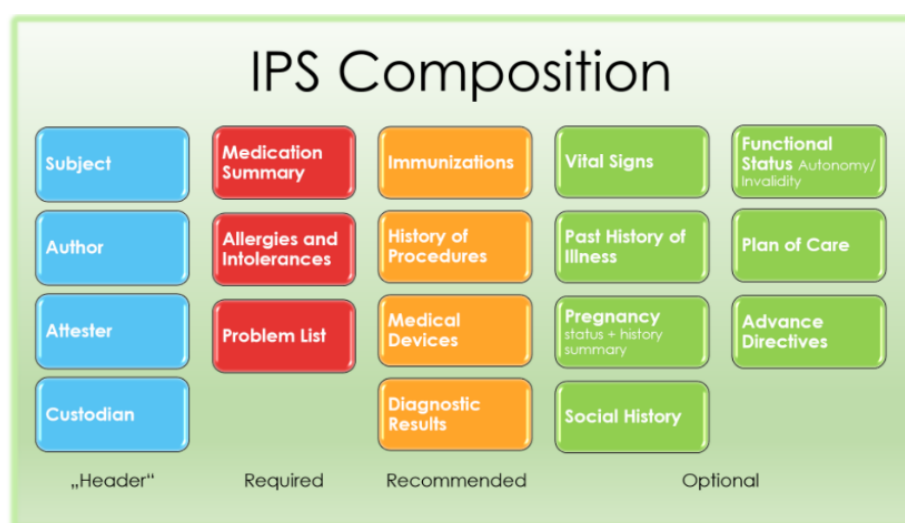 IPS Composition
Subject
Author
Attester
Custodian
„Header“
Medication
Summary
Allergies and
Intolerances
Problem List
Required
Immunizations
History of
Procedures
Medical
Devices
Diagnostic
Results
Recommended
Vital Signs
Past History of
Illness
Pregnancy
status + history
summary
Social History
Functional
Status Autonomy/
Invalidity
Plan of Care
Advance
Directives
Optional